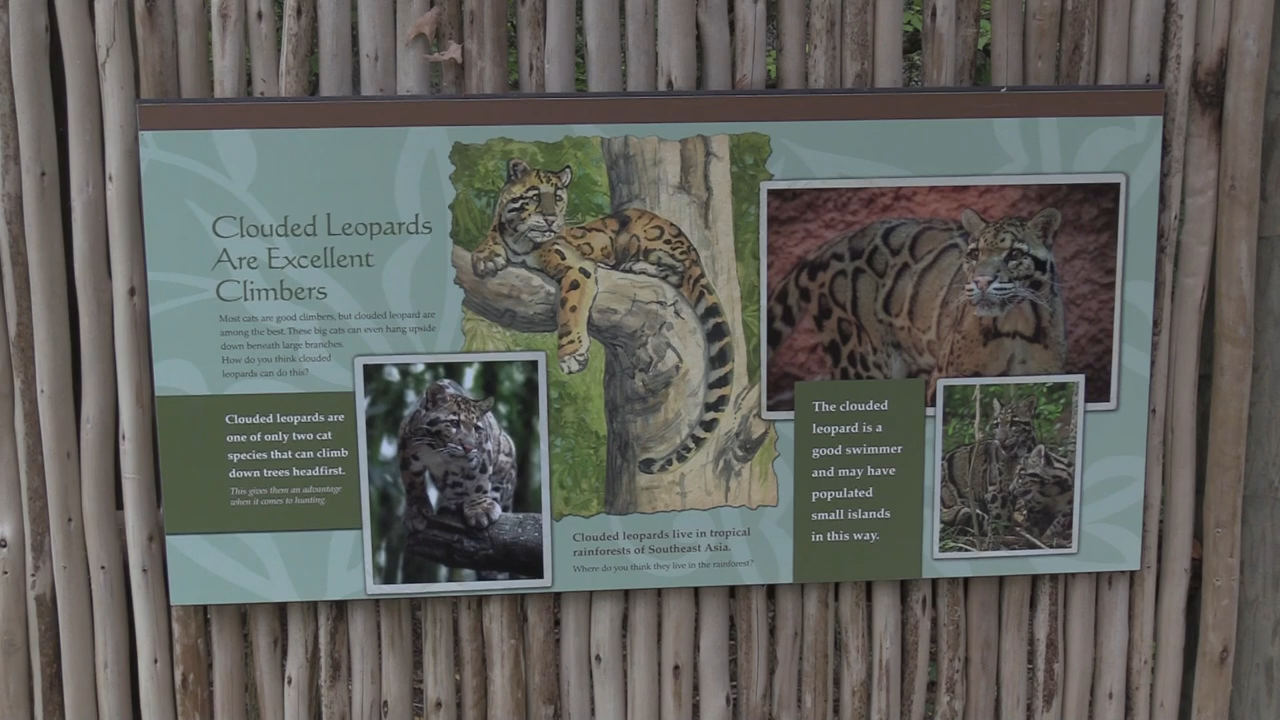 Clouded Leopards
Are Excellent
Climbers
Most cats are good climbers, but clouded leopard are
among the best. These big cats can even hang upside
down beneath large branches.
How do you think clouded
leopards can do this?
Clouded leopards are
one of only two cat
species that can climb
down trees headfirst.
This gives them an advantage
when it comes to hunting.
Clouded leopards live in tropical
rainforests of Southeast Asia.
Where do you think they live in the rainforest?
The clouded
leopard is a
good swimmer
and may have
populated
small islands
in this way.